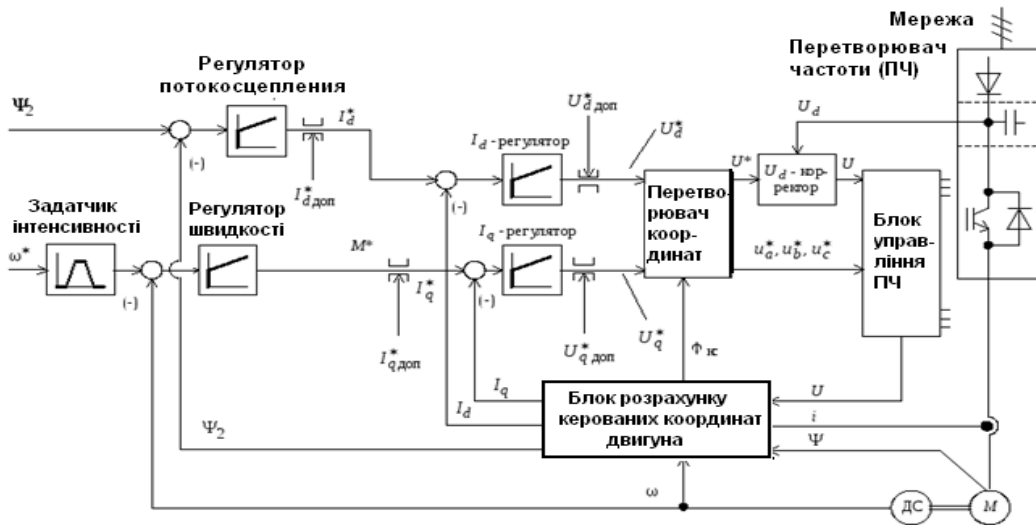 Мережа
Перетворювач
частоти (ПЧ)
Регулятор
потокосцепления
Ψ2
I*d
U*d доп
U*d
Ud
(-)
I*d доп
Id - регулятор
(-)
U*
Ud - кор-
ректор
U
Перетво-
рювач
коор-
динат
Блок
управ-
ління
ПЧ
Задатчик
інтенсивності
ω*
(-)
Регулятор
швидкості
M*
I*q
I*q доп
Iq - регулятор
(-)
U*q доп
U*q
u*a, u*b, u*c
Iq
Id
Ψ2
Блок розрахунку
керованих координат
двигуна
U
i
Ψ
ω
ДС
M